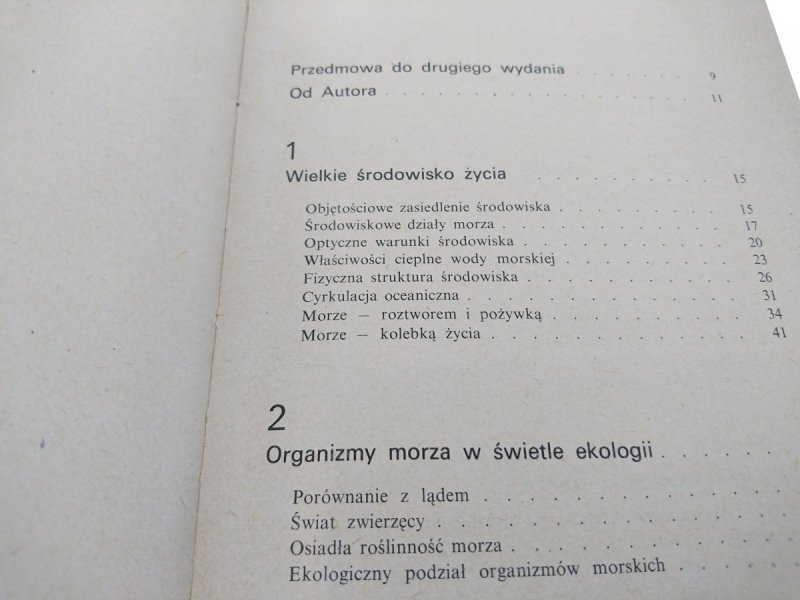 Przedmowa do drugiego wydania . . . . . . . 9
Od Autora . . . . . . . . . . . . . . . . 11
1
Wielkie środowisko życia . . . . . . . . . 15
Objętościowe zasiedlenie środowiska . . . . . . . . . 15
Środowiskowe działy morza . . . . . . . . . . . 17
Optyczne warunki środowiska . . . . . . . . . . 20
Właściwości cieplne wody morskiej . . . . . . . . . 23
Fizyczna struktura środowiska . . . . . . . . . . 26
Cyrkulacja oceaniczna . . . . . . . . . . . . 31
Morze — roztworem i pożywką . . . . . . . . . 34
Morze — kolebką życia . . . . . . . . . . . . 41
2
Organizmy morza w świetle ekologii . . . . . .
Porównanie z lądem . . . . . . . . . . . .
Świat zwierzęcy . . . . . . . . . . . . .
Osiadła roślinność morza . . . . . . . . . .
Ekologiczny podział organizmów morskich . . . . .